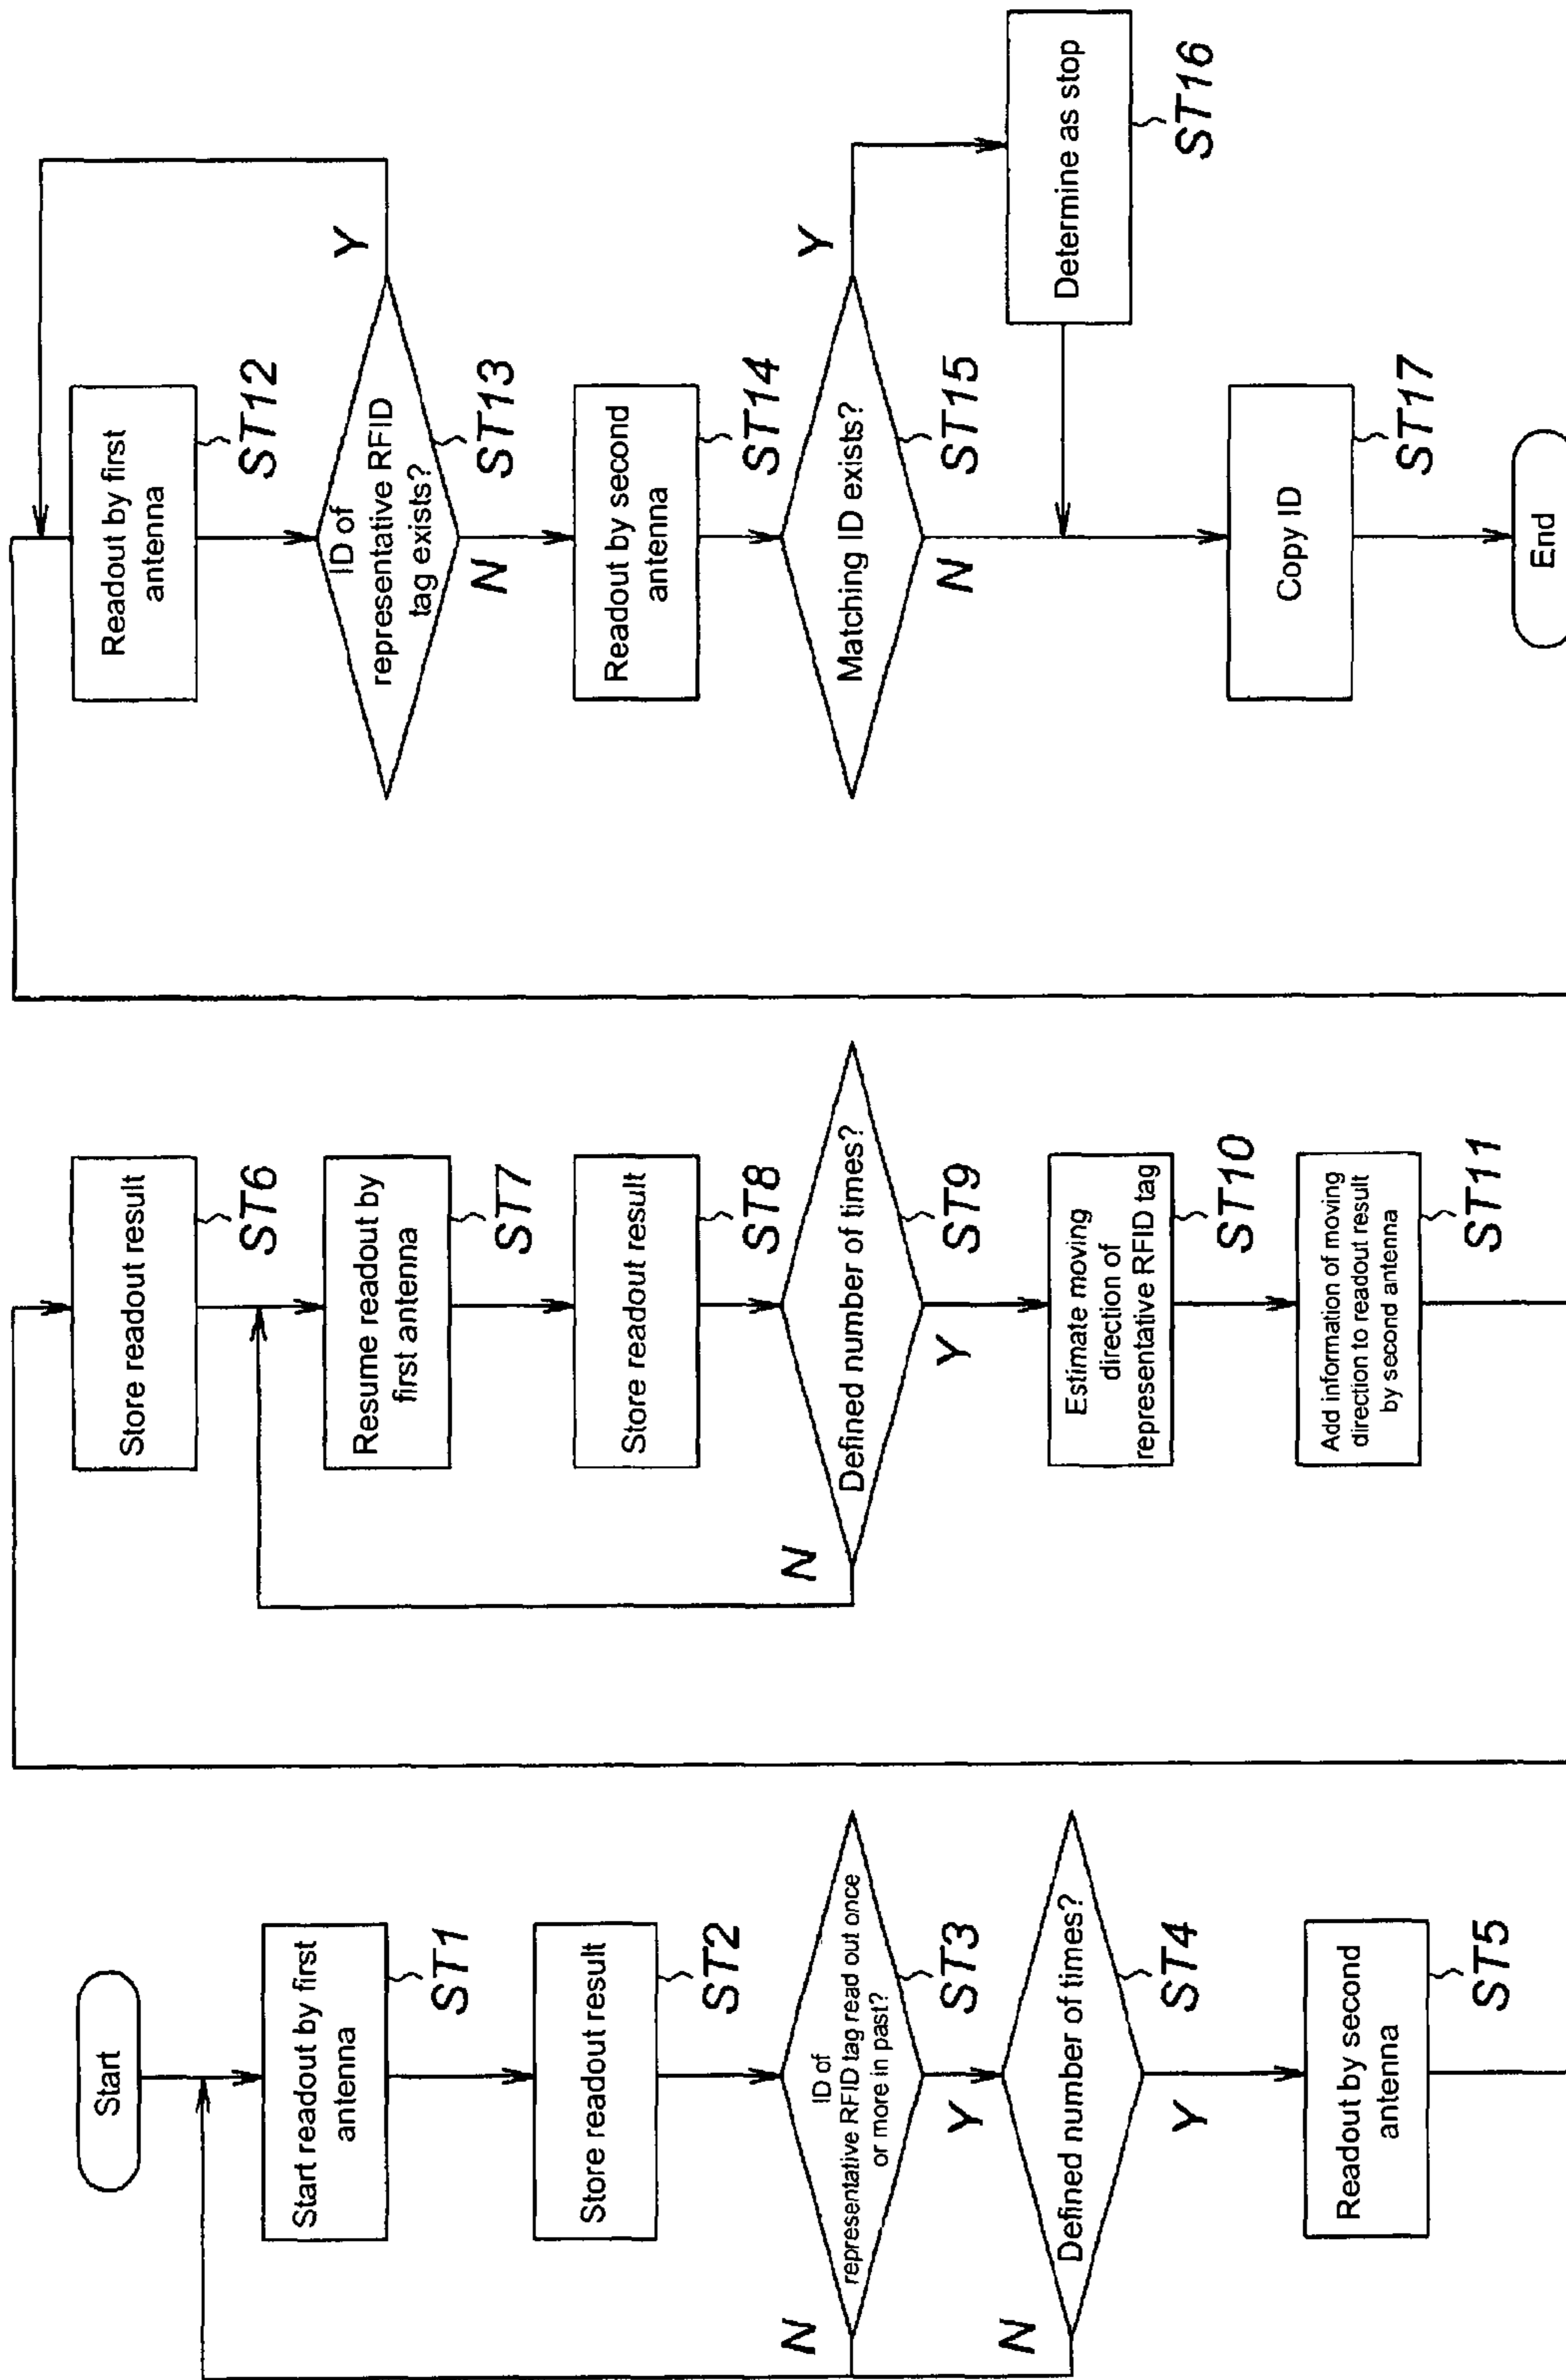 Start
Start readout by first
antenna
ST1
Store readout result
ST2
ID of
representative RFID tag read out once
or more in past?
ST3
N
Y
Defined number of times?
ST4
N
Y
Readout by second
antenna
ST5
Store readout result
ST6
Resume readout by
first antenna
ST7
Store readout result
ST8
Defined number of times?
ST9
N
Y
Estimate moving
direction of
representative RFID tag
ST10
Add information of moving
direction to readout result
by second antenna
ST11
Readout by first
antenna
ST12
ID of
representative RFID
tag exists?
ST13
Y
N
Readout by second
antenna
ST14
Matching ID exists?
ST15
Y
N
Determine as stop
ST16
Copy ID
ST17
End